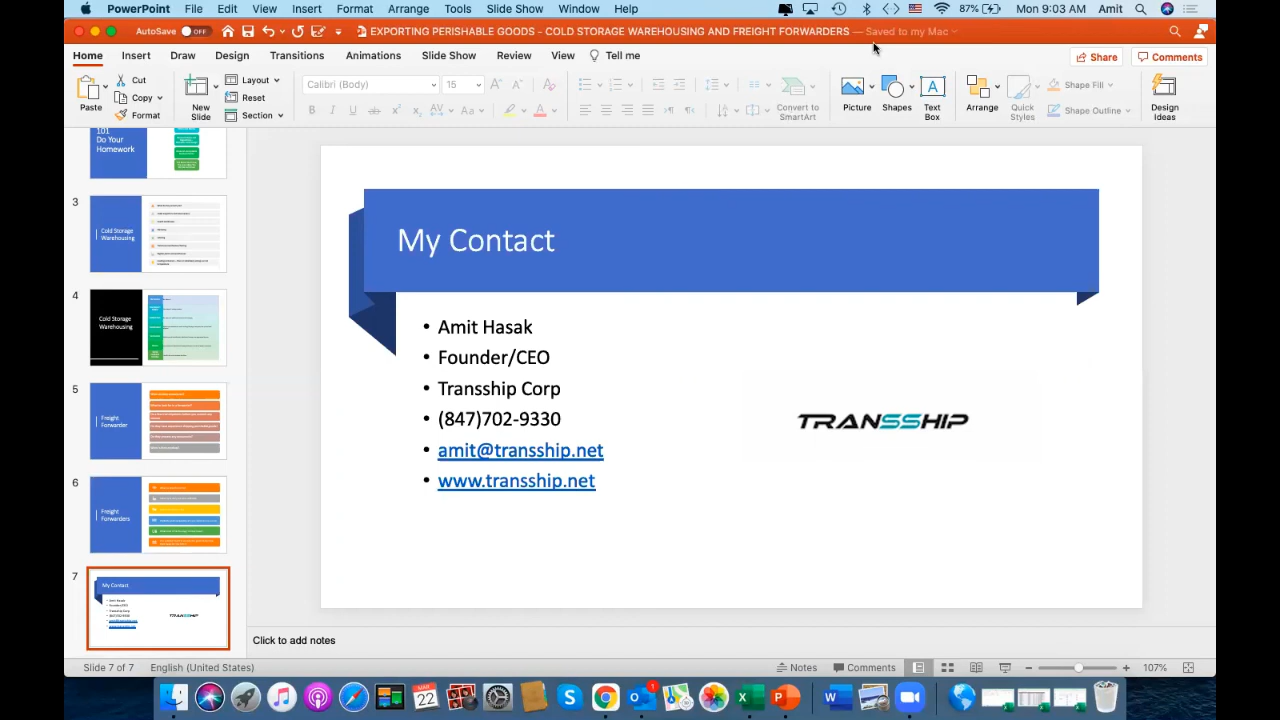 PowerPoint File Edit View Insert Format Arrange Tools Slide Show Window Help 87% Mon 9:03 AM Amit
AutoSave OFF EXPORTING PERISHABLE GOODS - COLD STORAGE WAREHOUSING AND FREIGHT FORWARDERS — Saved to my Mac
Home Insert Draw Design Transitions Animations Slide Show Review View Tell me Share Comments
Paste Cut Copy Format New Slide Layout Reset Section Calibri (Body) 15 Convert to SmartArt Picture Shapes Text Box Arrange Quick Styles Shape Fill Shape Outline Design Ideas
101
Do Your
Homework
3
Cold Storage
Warehousing
4
Cold Storage
Warehousing
5
Freight
Forwarder
6
Freight
Forwarders
7
My Contact
My Contact
• Amit Hasak
• Founder/CEO
• Transship Corp
• (847)702-9330
• amit@transship.net
• www.transship.net
TRANSSHIP
Click to add notes
Slide 7 of 7 English (United States) Notes Comments 107%
MAR
22
1